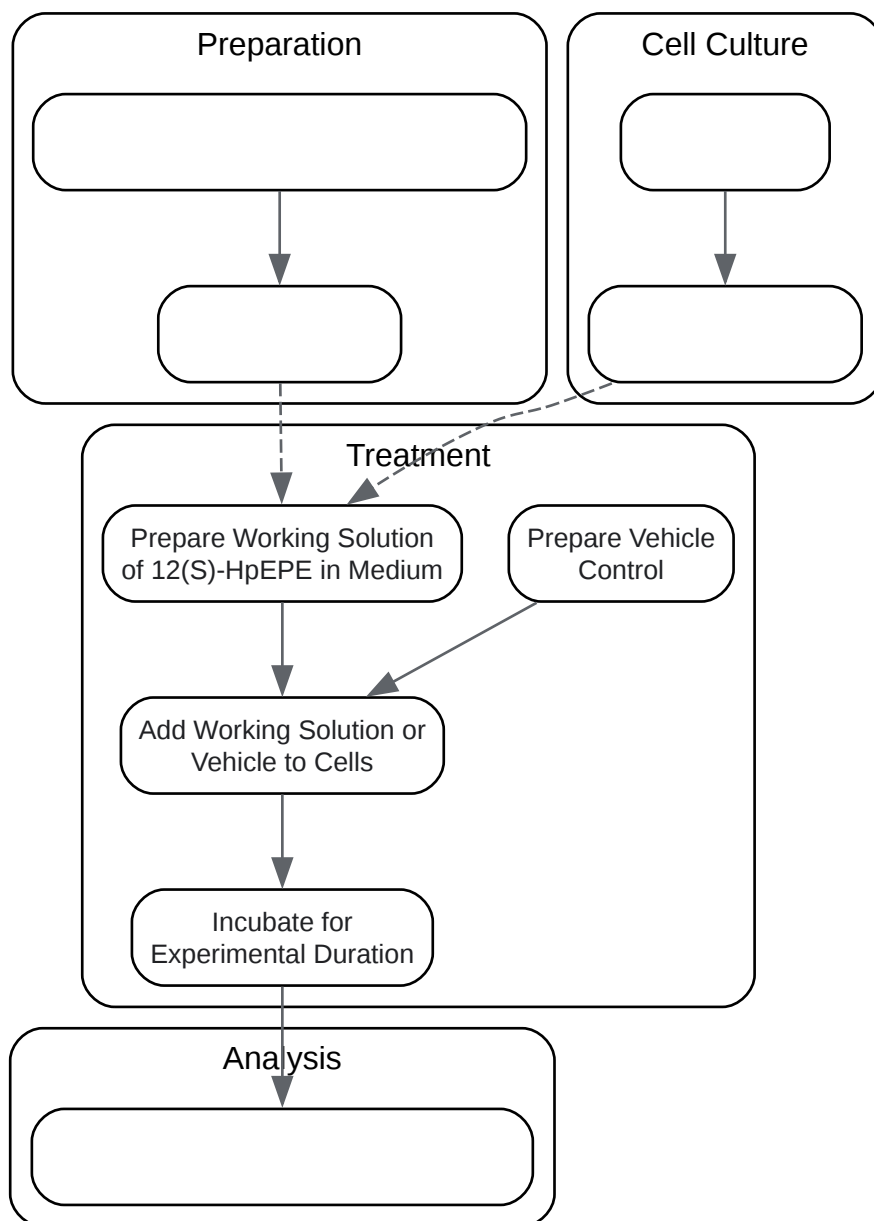 Preparation
Cell Culture
Treatment
Prepare Working Solution
of 12(S)-HpEPE in Medium
Prepare Vehicle
Control
Add Working Solution or
Vehicle to Cells
Incubate for
Experimental Duration
Analysis